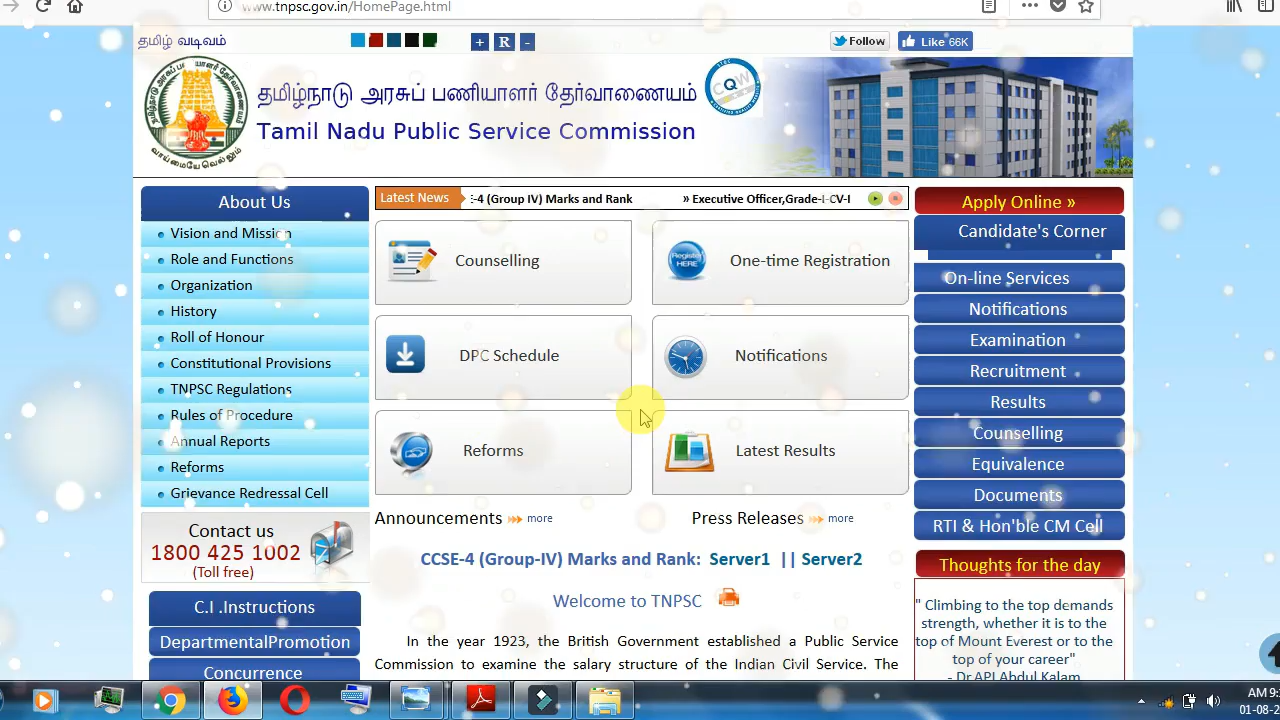 www.tnpsc.gov.in/HomePage.html
தமிழ் வடிவம்
+ R -
Follow
Like 66K
தமிழ்நாடு அரசுப் பணியாளர் தேர்வாணையம்
Tamil Nadu Public Service Commission
CQW
வாய்மையே வெல்லும்
About Us
Vision and Mission
Role and Functions
Organization
History
Roll of Honour
Constitutional Provisions
TNPSC Regulations
Rules of Procedure
Annual Reports
Reforms
Grievance Redressal Cell
Contact us
1800 425 1002
(Toll free)
C.I .Instructions
DepartmentalPromotion
Concurrence
Latest News
E-4 (Group IV) Marks and Rank
» Executive Officer,Grade-I-CV-I
Counselling
One-time Registration
Register HERE
DPC Schedule
Notifications
Reforms
Latest Results
Announcements more
Press Releases more
CCSE-4 (Group-IV) Marks and Rank: Server1 || Server2
Welcome to TNPSC
In the year 1923, the British Government established a Public Service
Commission to examine the salary structure of the Indian Civil Service. The
Apply Online »
Candidate's Corner
On-line Services
Notifications
Examination
Recruitment
Results
Counselling
Equivalence
Documents
RTI & Hon'ble CM Cell
Thoughts for the day
" Climbing to the top demands
strength, whether it is to the
top of Mount Everest or to the
top of your career"
- Dr.APJ Abdul Kalam
AM 9:
01-08-2